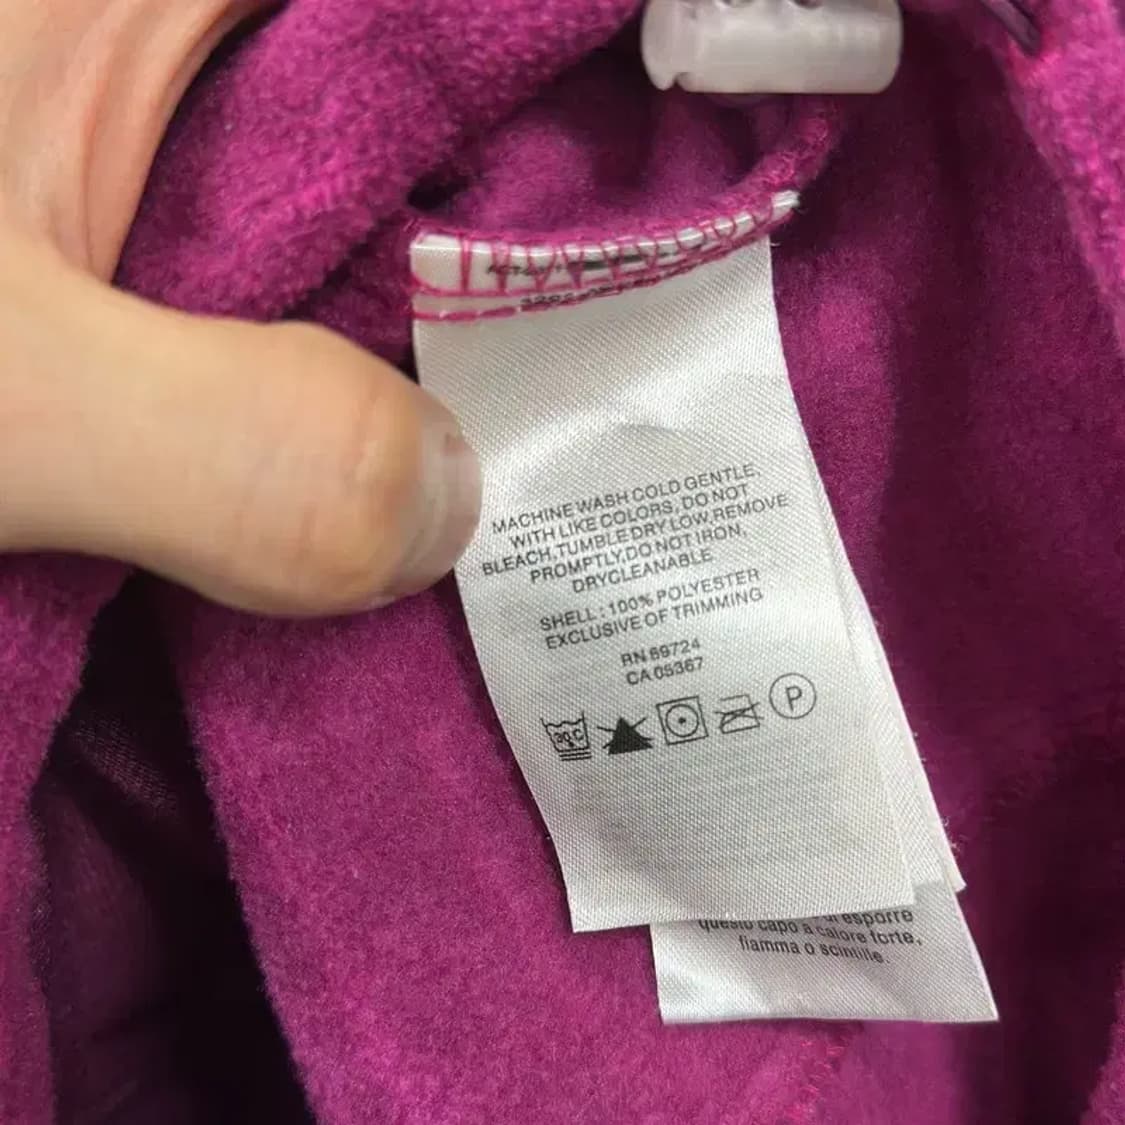 MACHINE WASH COLD GENTLE,
WITH LIKE COLORS, DO NOT
BLEACH.TUMBLE DRY LOW.REMOVE
PROMPTLY.DO NOT IRON,
DRYCLEANABLE
SHELL : 100% POLYESTER
EXCLUSIVE OF TRIMMING
RN 69724
CA 05367
30°C
P
esporre
questo capo a calore forte,
fiamma o scintille.